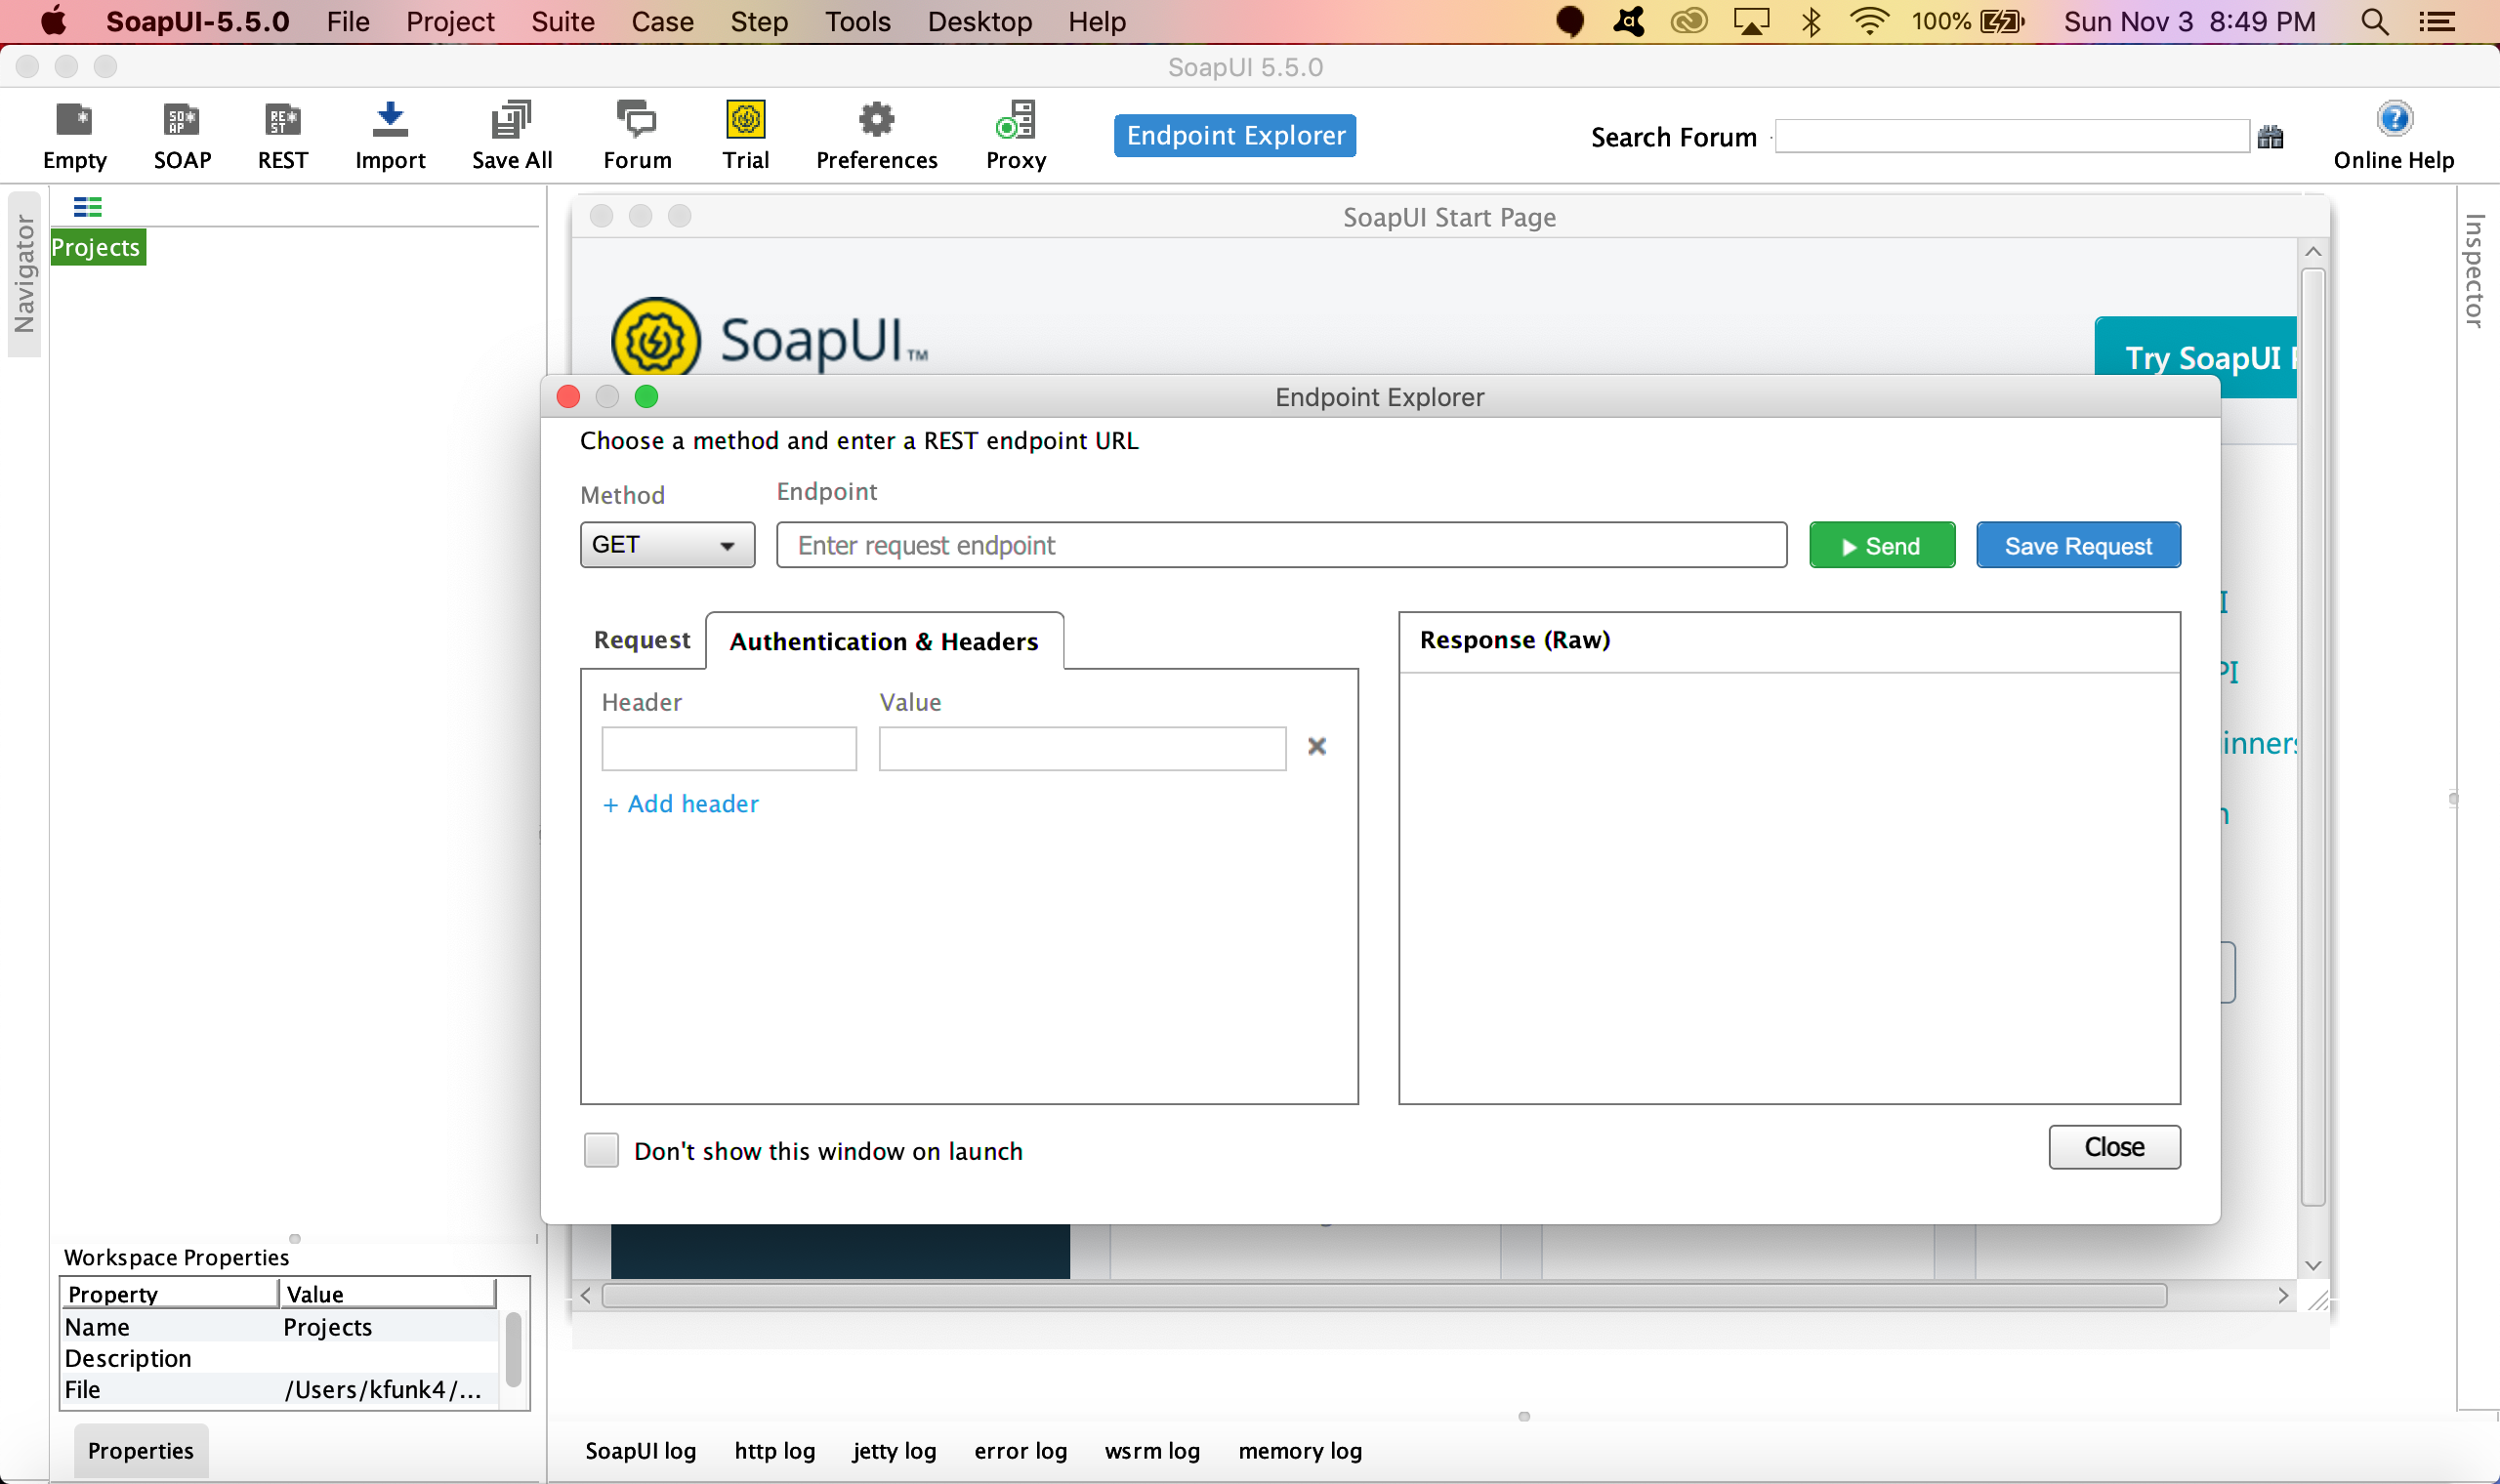 SoapUI-5.5.0 File Project Suite Case Step Tools Desktop Help 100% Sun Nov 3 8:49 PM
SoapUI 5.5.0
Empty SOAP REST Import Save All Forum Trial Preferences Proxy Endpoint Explorer Search Forum Online Help
Navigator
Projects
Inspector
SoapUI Start Page
SoapUI™
Try SoapUI
Endpoint Explorer
Choose a method and enter a REST endpoint URL
Method Endpoint
GET Enter request endpoint Send Save Request
Request Authentication & Headers Response (Raw)
Header Value
+ Add header
Don't show this window on launch Close
Workspace Properties
Property Value
Name Projects
Description
File /Users/kfunk4/...
Properties SoapUI log http log jetty log error log wsrm log memory log